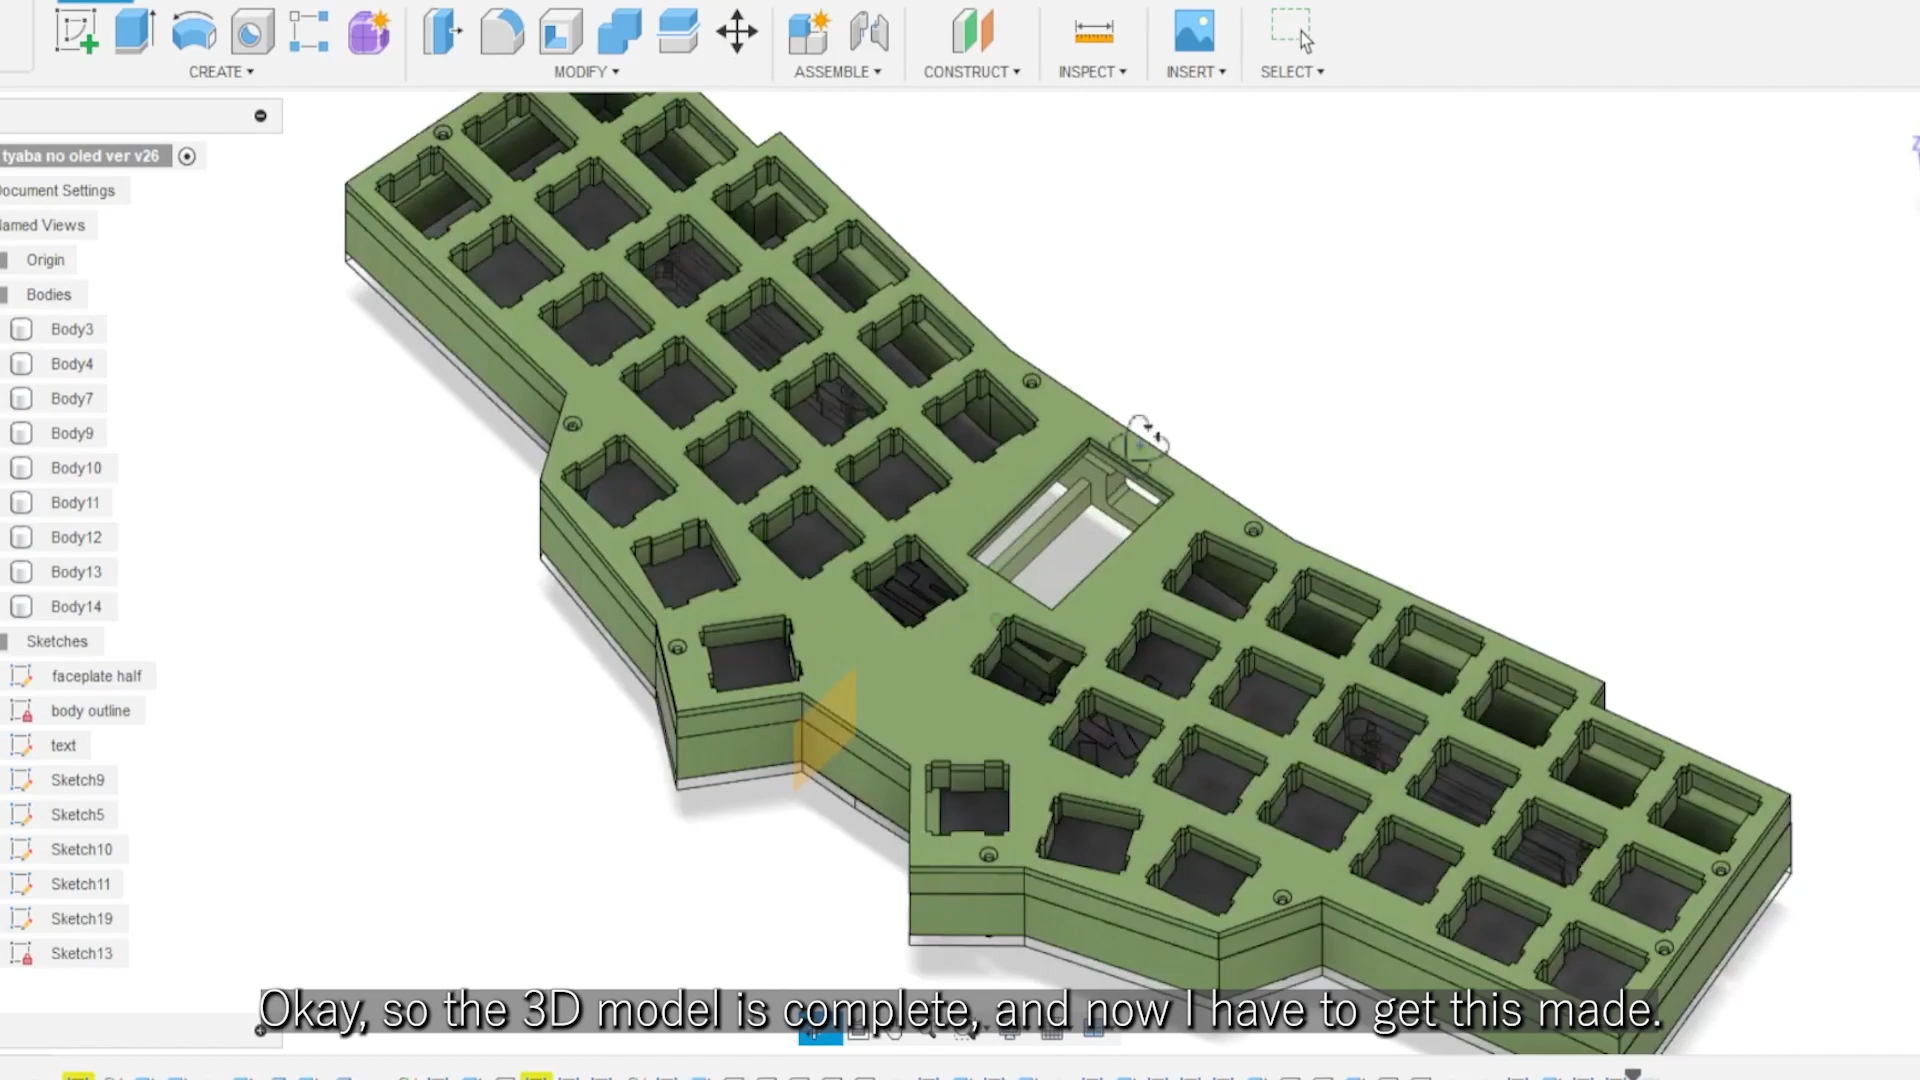 CREATE ▾
MODIFY ▾
ASSEMBLE ▾
CONSTRUCT ▾
INSPECT ▾
INSERT ▾
SELECT ▾
tyaba no oled ver v26
Document Settings
Named Views
Origin
Bodies
Body3
Body4
Body7
Body9
Body10
Body11
Body12
Body13
Body14
Sketches
faceplate half
body outline
text
Sketch9
Sketch5
Sketch10
Sketch11
Sketch19
Sketch13
Okay, so the 3D model is complete, and now I have to get this made.